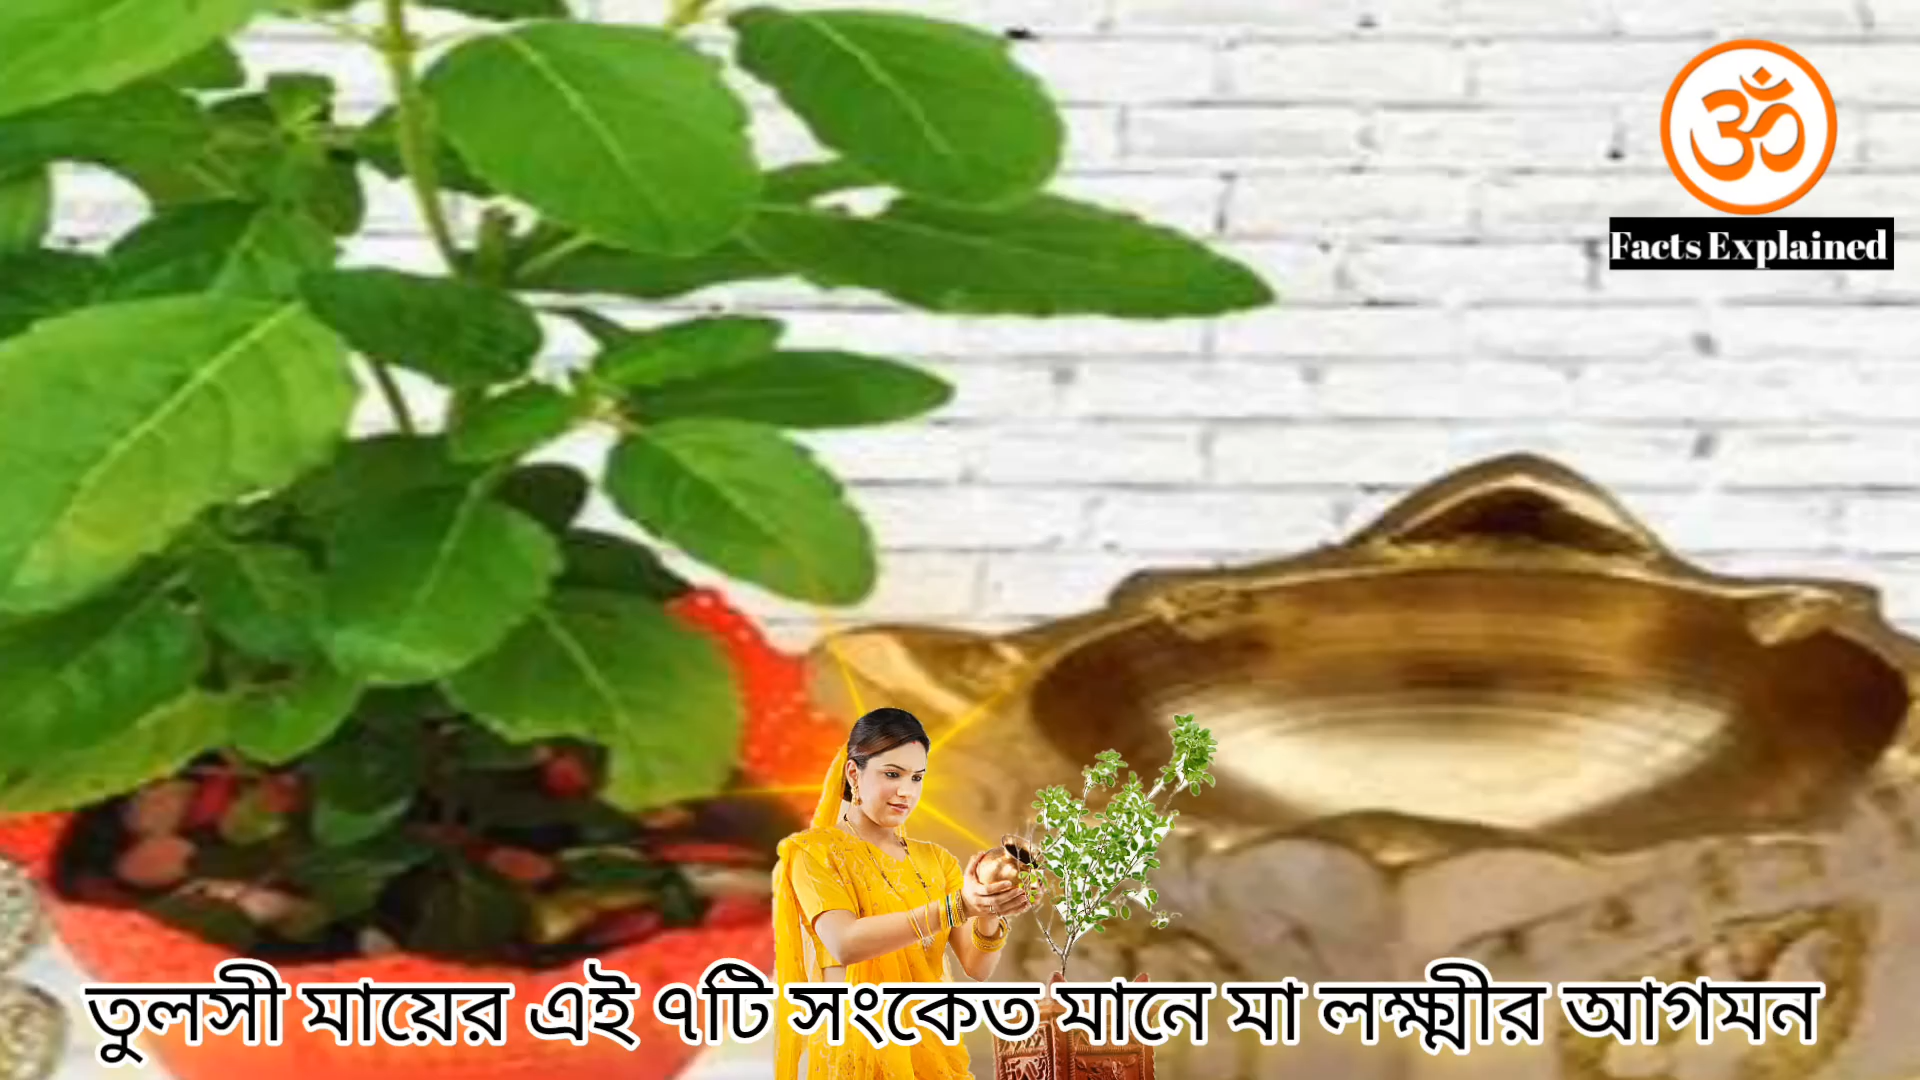 ॐ
Facts Explained
তুলসী মায়ের এই ৭টি সংকেত মানে মা লক্ষ্মীর আগমন